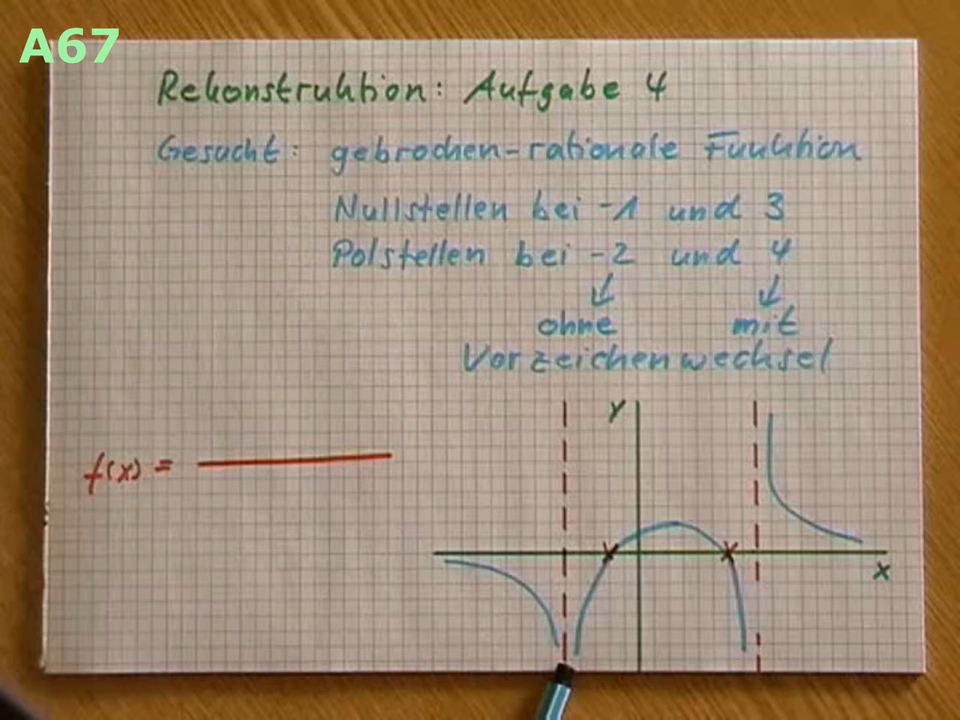 A67
Rekonstruktion: Aufgabe 4
Gesucht: gebrochen-rationale Funktion
Nullstellen bei -1 und 3
Polstellen bei -2 und 4
ohne mit
Vorzeichenwechsel
Y
f(x) =
X